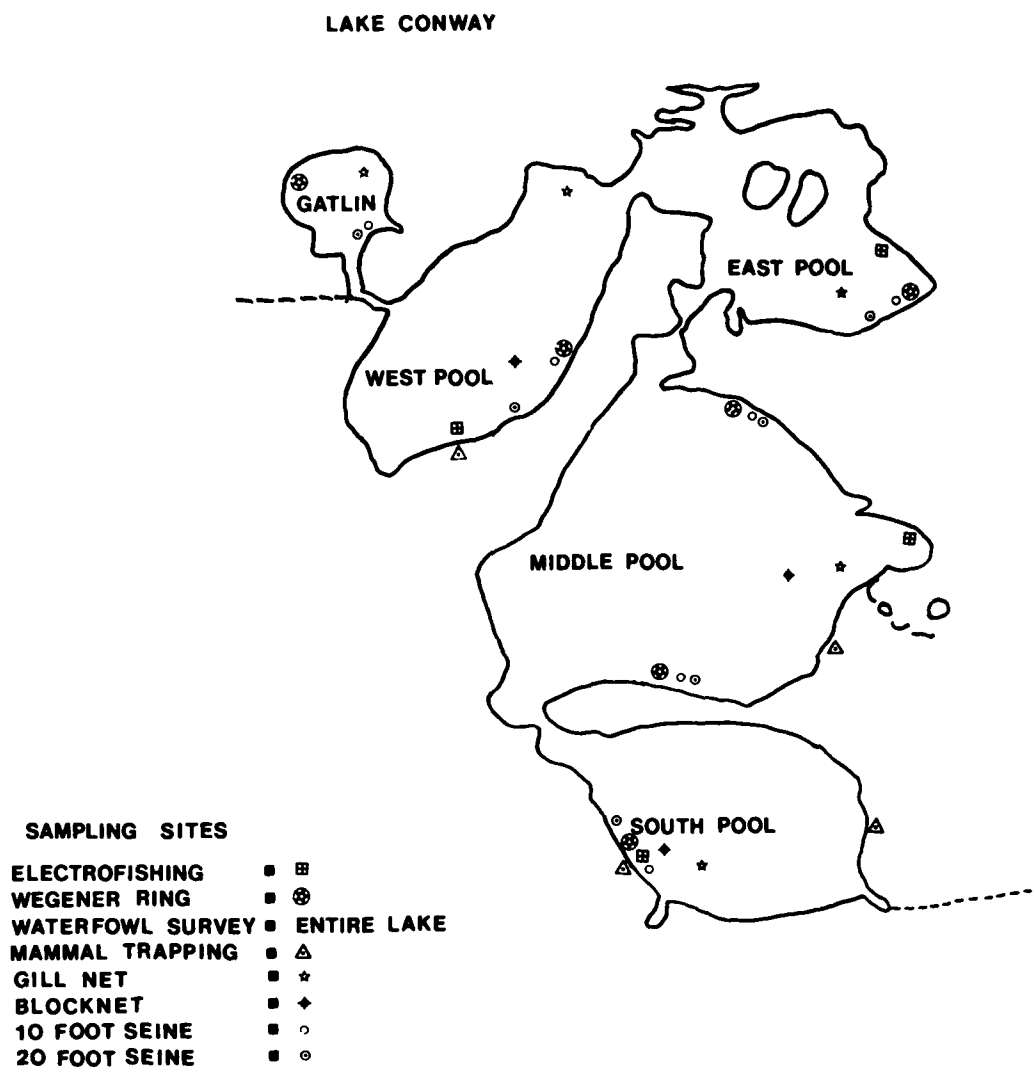 LAKE CONWAY
GATLIN
EAST POOL
WEST POOL
MIDDLE POOL
SOUTH POOL
SAMPLING SITES
ELECTROFISHING
WEGENER RING
WATERFOWL SURVEY ENTIRE LAKE
MAMMAL TRAPPING
GILL NET
BLOCKNET
10 FOOT SEINE
20 FOOT SEINE